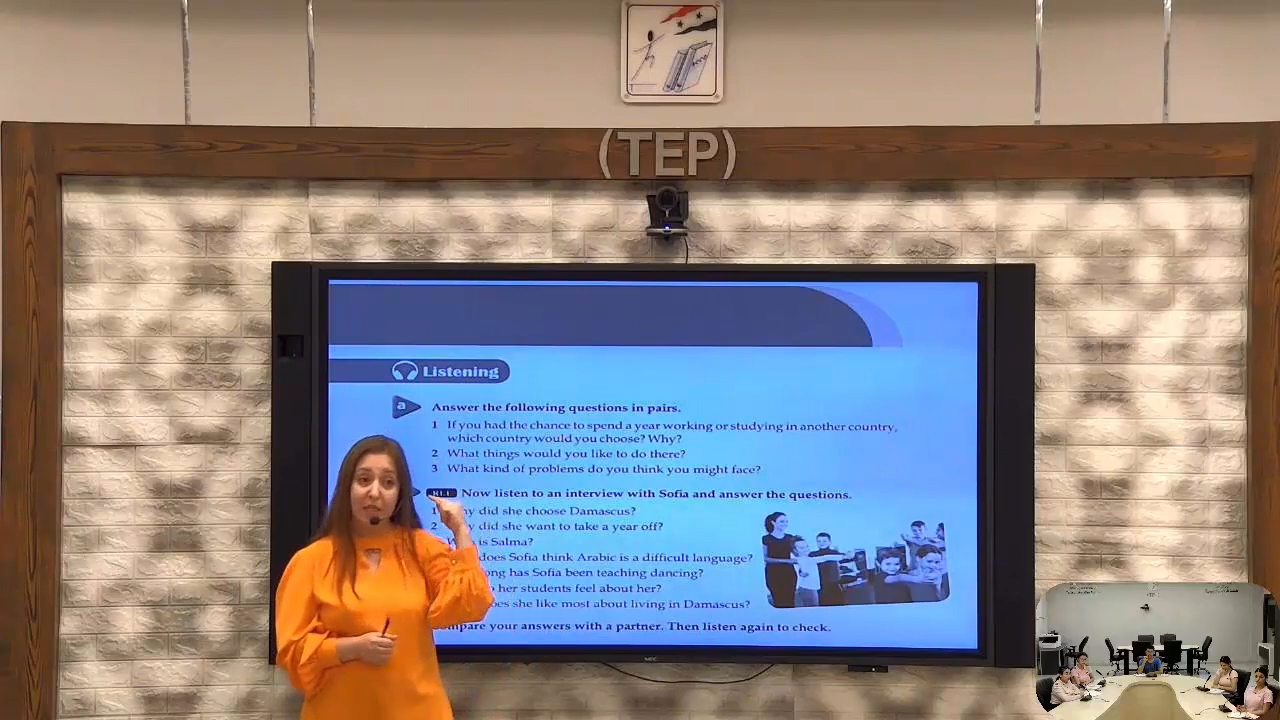 (TEP)
Listening
a
Answer the following questions in pairs.
1 If you had the chance to spend a year working or studying in another country,
which country would you choose? Why?
2 What things would you like to do there?
3 What kind of problems do you think you might face?
R1.1 Now listen to an interview with Sofia and answer the questions.
did she choose Damascus?
2 did she want to take a year off?
is Salma?
does Sofia think Arabic is a difficult language?
has Sofia been teaching dancing?
her students feel about her?
she like most about living in Damascus?
your answers with a partner. Then listen again to check.
NEC